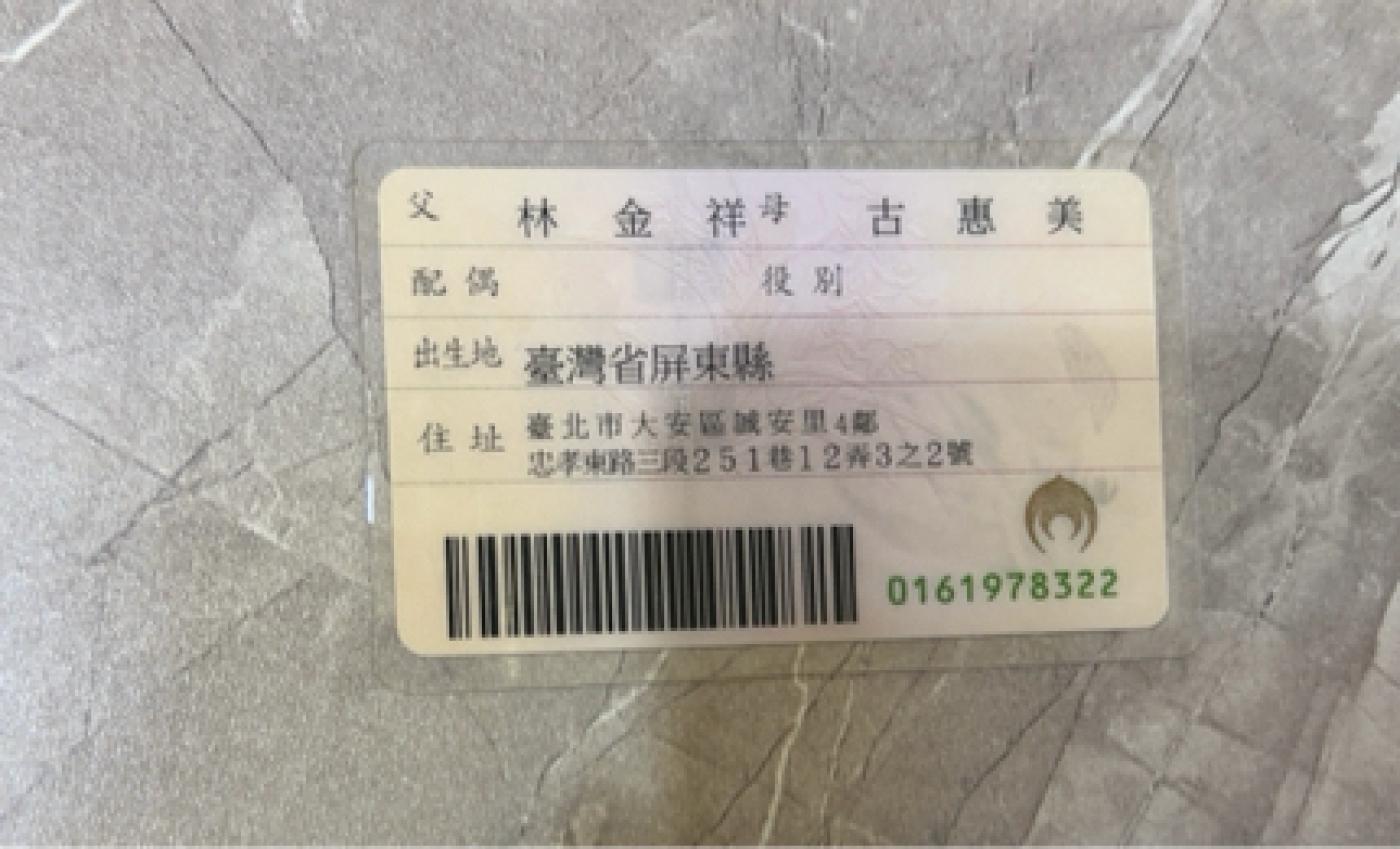 父 林金祥 母 古惠美
配偶 役別
出生地 臺灣省屏東縣
住址 臺北市大安區誠安里4鄰
忠孝東路三段251巷12弄3之2號
0161978322